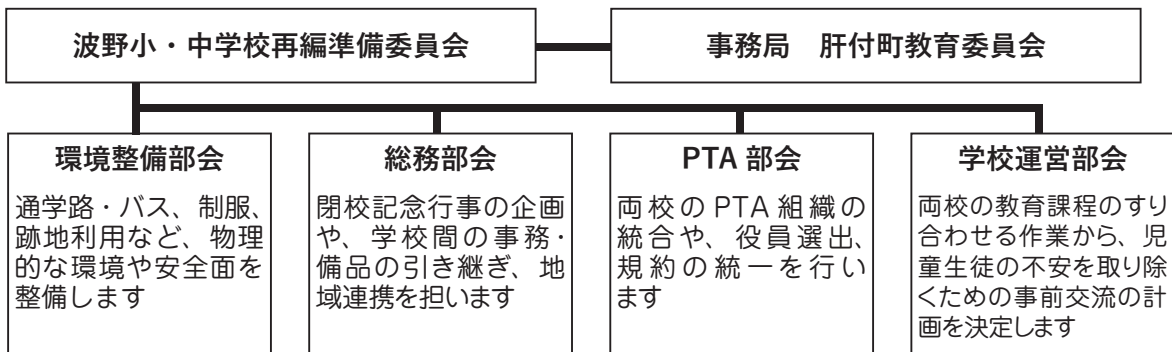 波野小・中学校再編準備委員会
事務局　肝付町教育委員会
環境整備部会
通学路・バス、制服、
跡地利用など、物理
的な環境や安全面を
整備します
総務部会
閉校記念行事の企画
や、学校間の事務・
備品の引き継ぎ、地
域連携を担います
PTA 部会
両校の PTA 組織の
統合や、役員選出、
規約の統一を行い
ます
学校運営部会
両校の教育課程のすり
合わせる作業から、児
童生徒の不安を取り除
くための事前交流の計
画を決定します